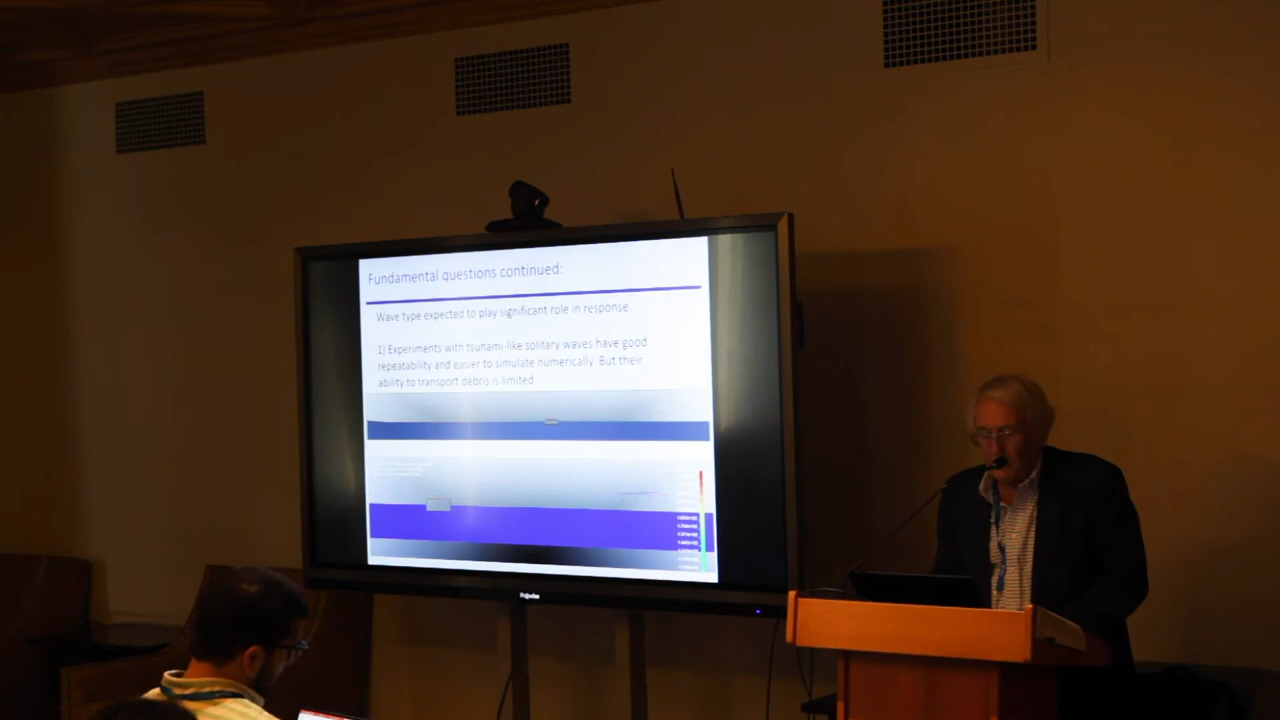 Fundamental questions continued:
Wave type expected to play significant role in response.
1) Experiments with tsunami-like solitary waves have good
repeatability and easier to simulate numerically. But their
ability to transport debris is limited